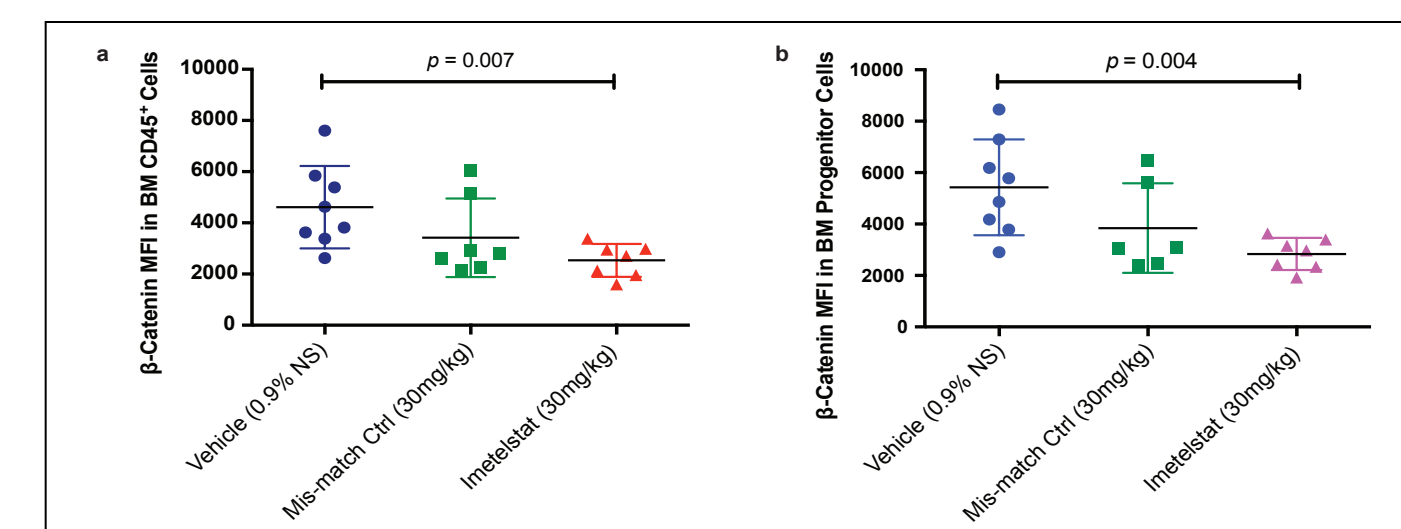 a
β-Catenin MFI in BM CD45⁺ Cells
10000
8000
6000
4000
2000
0
p = 0.007
Vehicle (0.9% NS)
Mis-match Ctrl (30mg/kg)
Imetelstat (30mg/kg)
b
β-Catenin MFI in BM Progenitor Cells
10000
8000
6000
4000
2000
0
p = 0.004
Vehicle (0.9% NS)
Mis-match Ctrl (30mg/kg)
Imetelstat (30mg/kg)